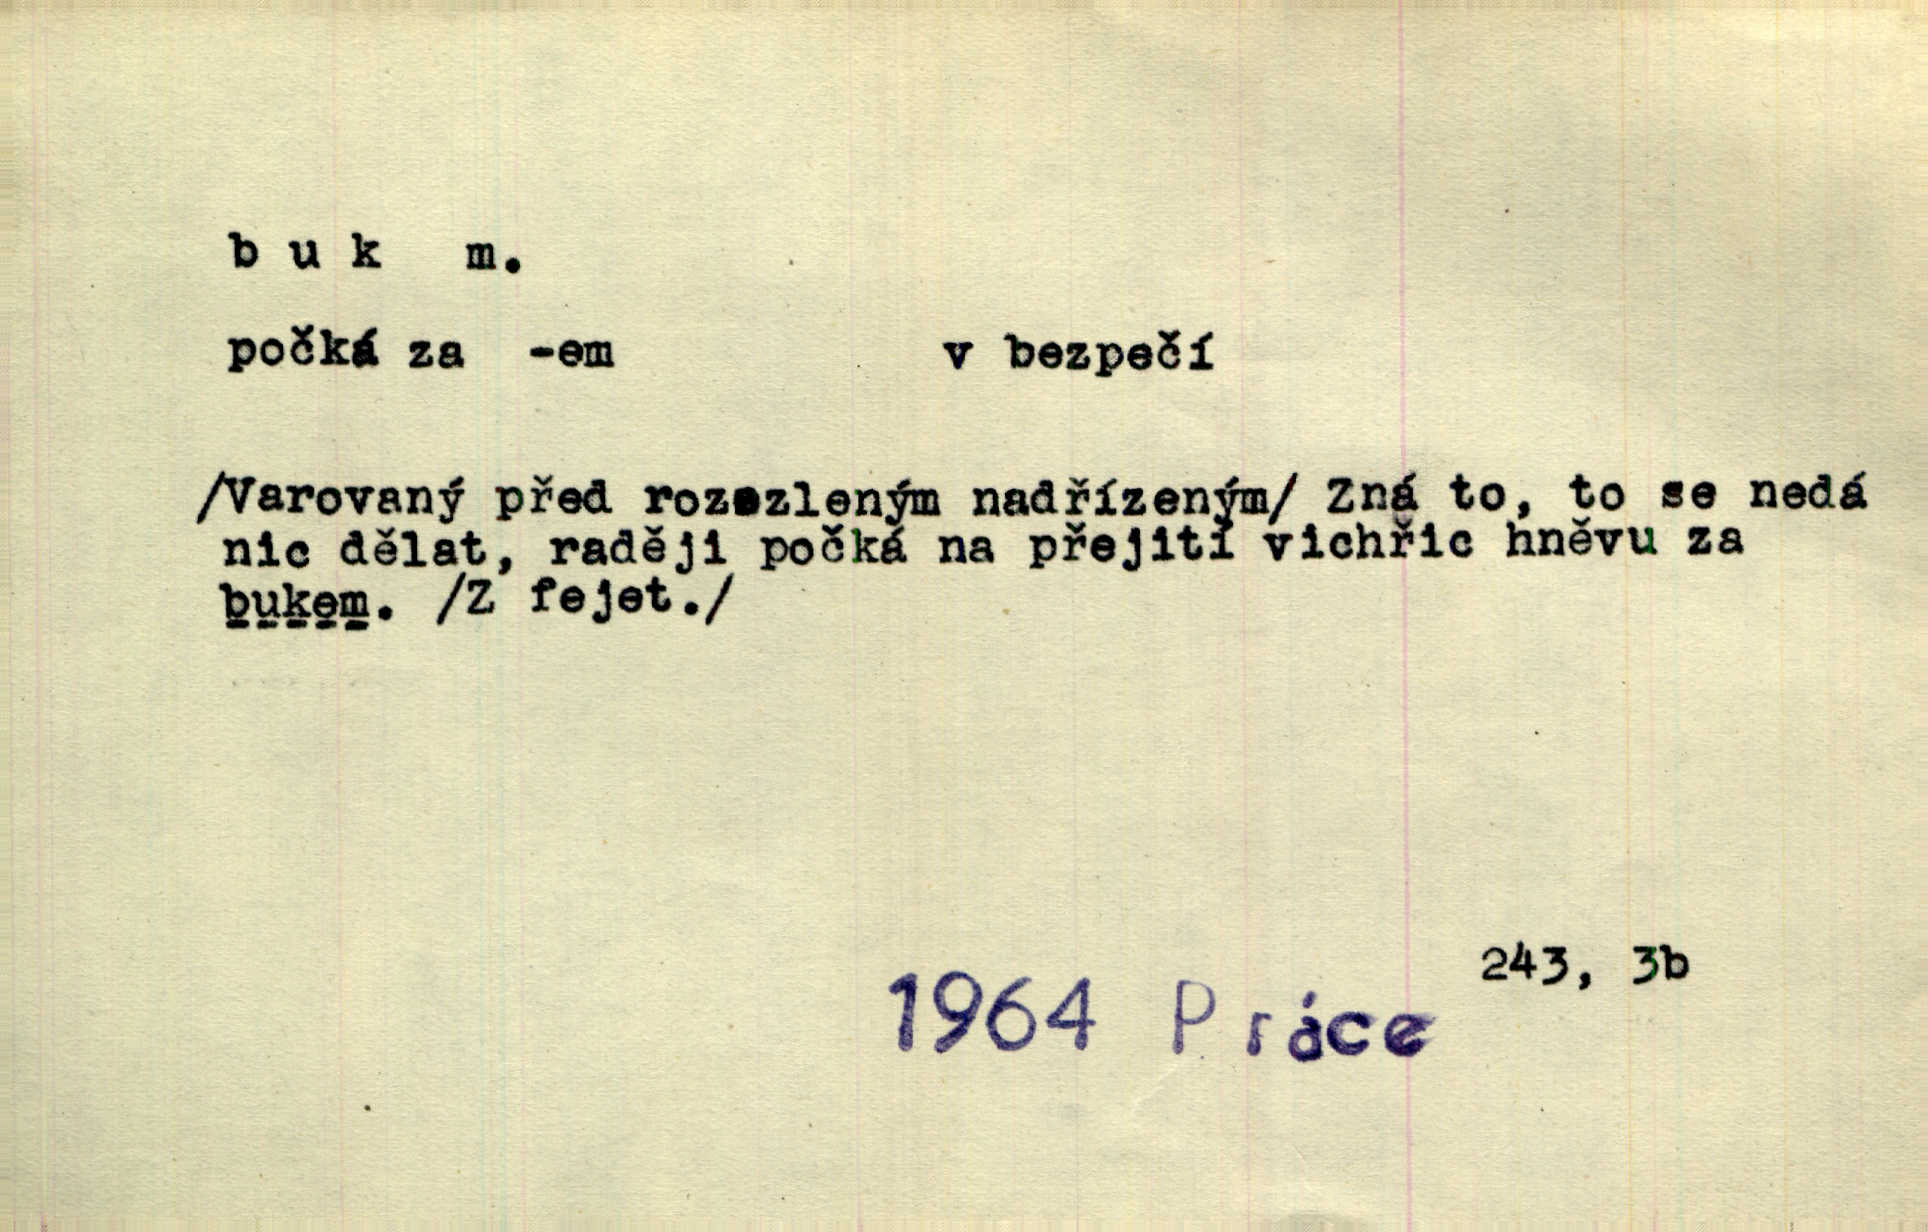 b u k m.
počká za -em v bezpečí
/Varovaný před rozezleným nadřízeným/ Zná to, to se nedá
nic dělat, raději počká na přejití vichřic hněvu za
bukem. /Z fejet./
243, 3b
1964 Práce